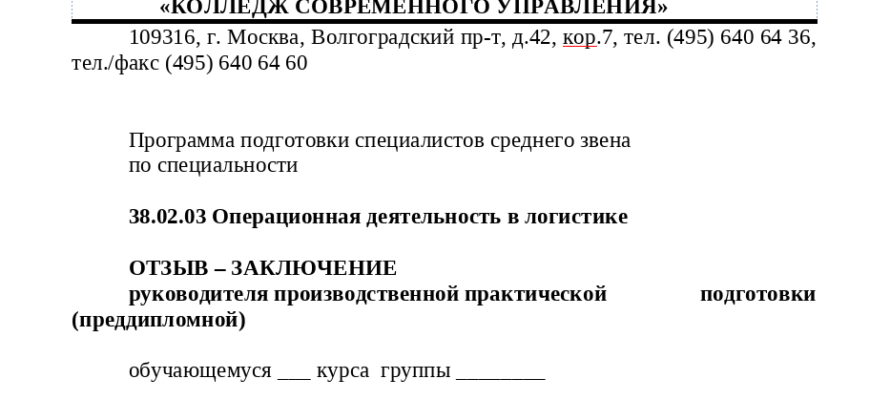 «КОЛЛЕДЖ СОВРЕМЕННОГО УПРАВЛЕНИЯ»
109316, г. Москва, Волгоградский пр-т, д.42, кор.7, тел. (495) 640 64 36,
тел./факс (495) 640 64 60
Программа подготовки специалистов среднего звена
по специальности
38.02.03 Операционная деятельность в логистике
ОТЗЫВ – ЗАКЛЮЧЕНИЕ
руководителя производственной практической подготовки
(преддипломной)
обучающемуся ___ курса группы ________